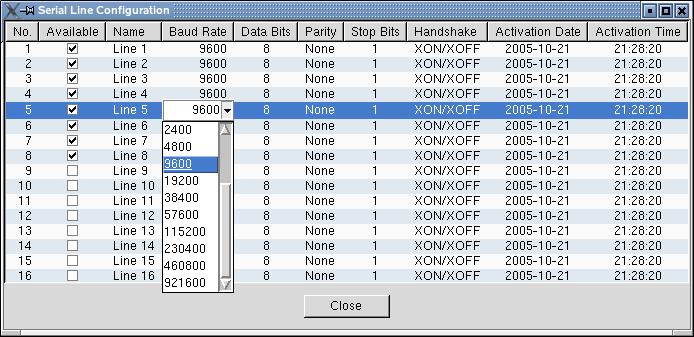 Serial Line Configuration
No. Available Name Baud Rate Data Bits Parity Stop Bits Handshake Activation Date Activation Time
1 Line 1 9600 8 None 1 XON/XOFF 2005-10-21 21:28:20
2 Line 2 9600 8 None 1 XON/XOFF 2005-10-21 21:28:20
3 Line 3 9600 8 None 1 XON/XOFF 2005-10-21 21:28:20
4 Line 4 9600 8 None 1 XON/XOFF 2005-10-21 21:28:20
5 Line 5 9600 8 None 1 XON/XOFF 2005-10-21 21:28:20
6 Line 6 2400 8 None 1 XON/XOFF 2005-10-21 21:28:20
7 Line 7 4800 8 None 1 XON/XOFF 2005-10-21 21:28:20
8 Line 8 9600 8 None 1 XON/XOFF 2005-10-21 21:28:20
9 Line 9 19200 8 None 1 XON/XOFF 2005-10-21 21:28:20
10 Line 10 38400 8 None 1 XON/XOFF 2005-10-21 21:28:20
11 Line 11 57600 8 None 1 XON/XOFF 2005-10-21 21:28:20
12 Line 12 115200 8 None 1 XON/XOFF 2005-10-21 21:28:20
13 Line 13 230400 8 None 1 XON/XOFF 2005-10-21 21:28:20
14 Line 14 460800 8 None 1 XON/XOFF 2005-10-21 21:28:20
15 Line 15 921600 8 None 1 XON/XOFF 2005-10-21 21:28:20
16 Line 16 8 None 1 XON/XOFF 2005-10-21 21:28:20
Close